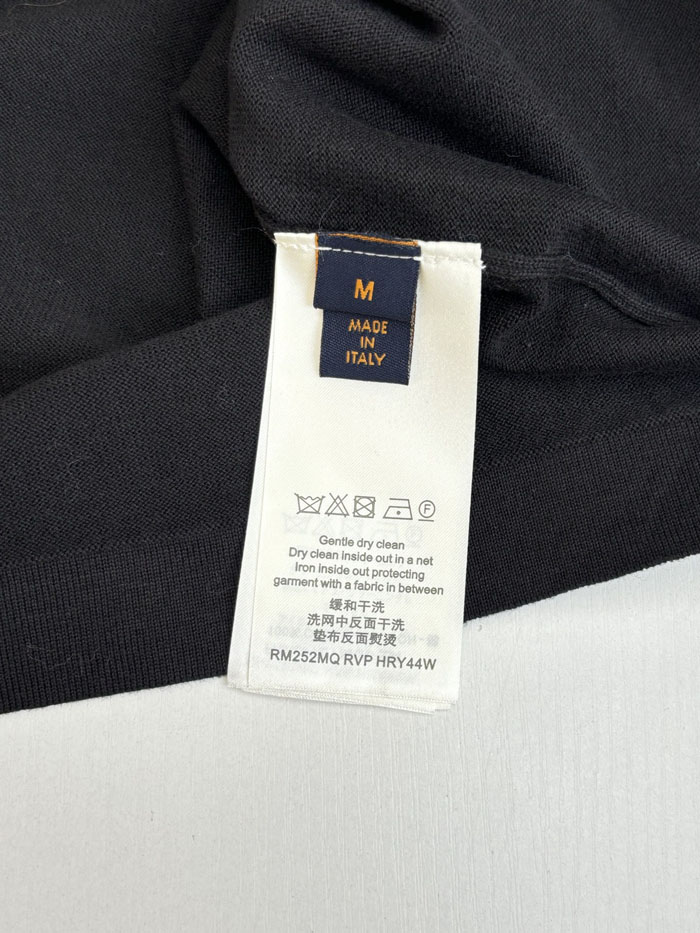 M
MADE
IN
ITALY
F
Gentle dry clean
Dry clean inside out in a net
Iron inside out protecting
garment with a fabric in between
缓和干洗
洗网中反面干洗
垫布反面熨烫
RM252MQ RVP HRY44W